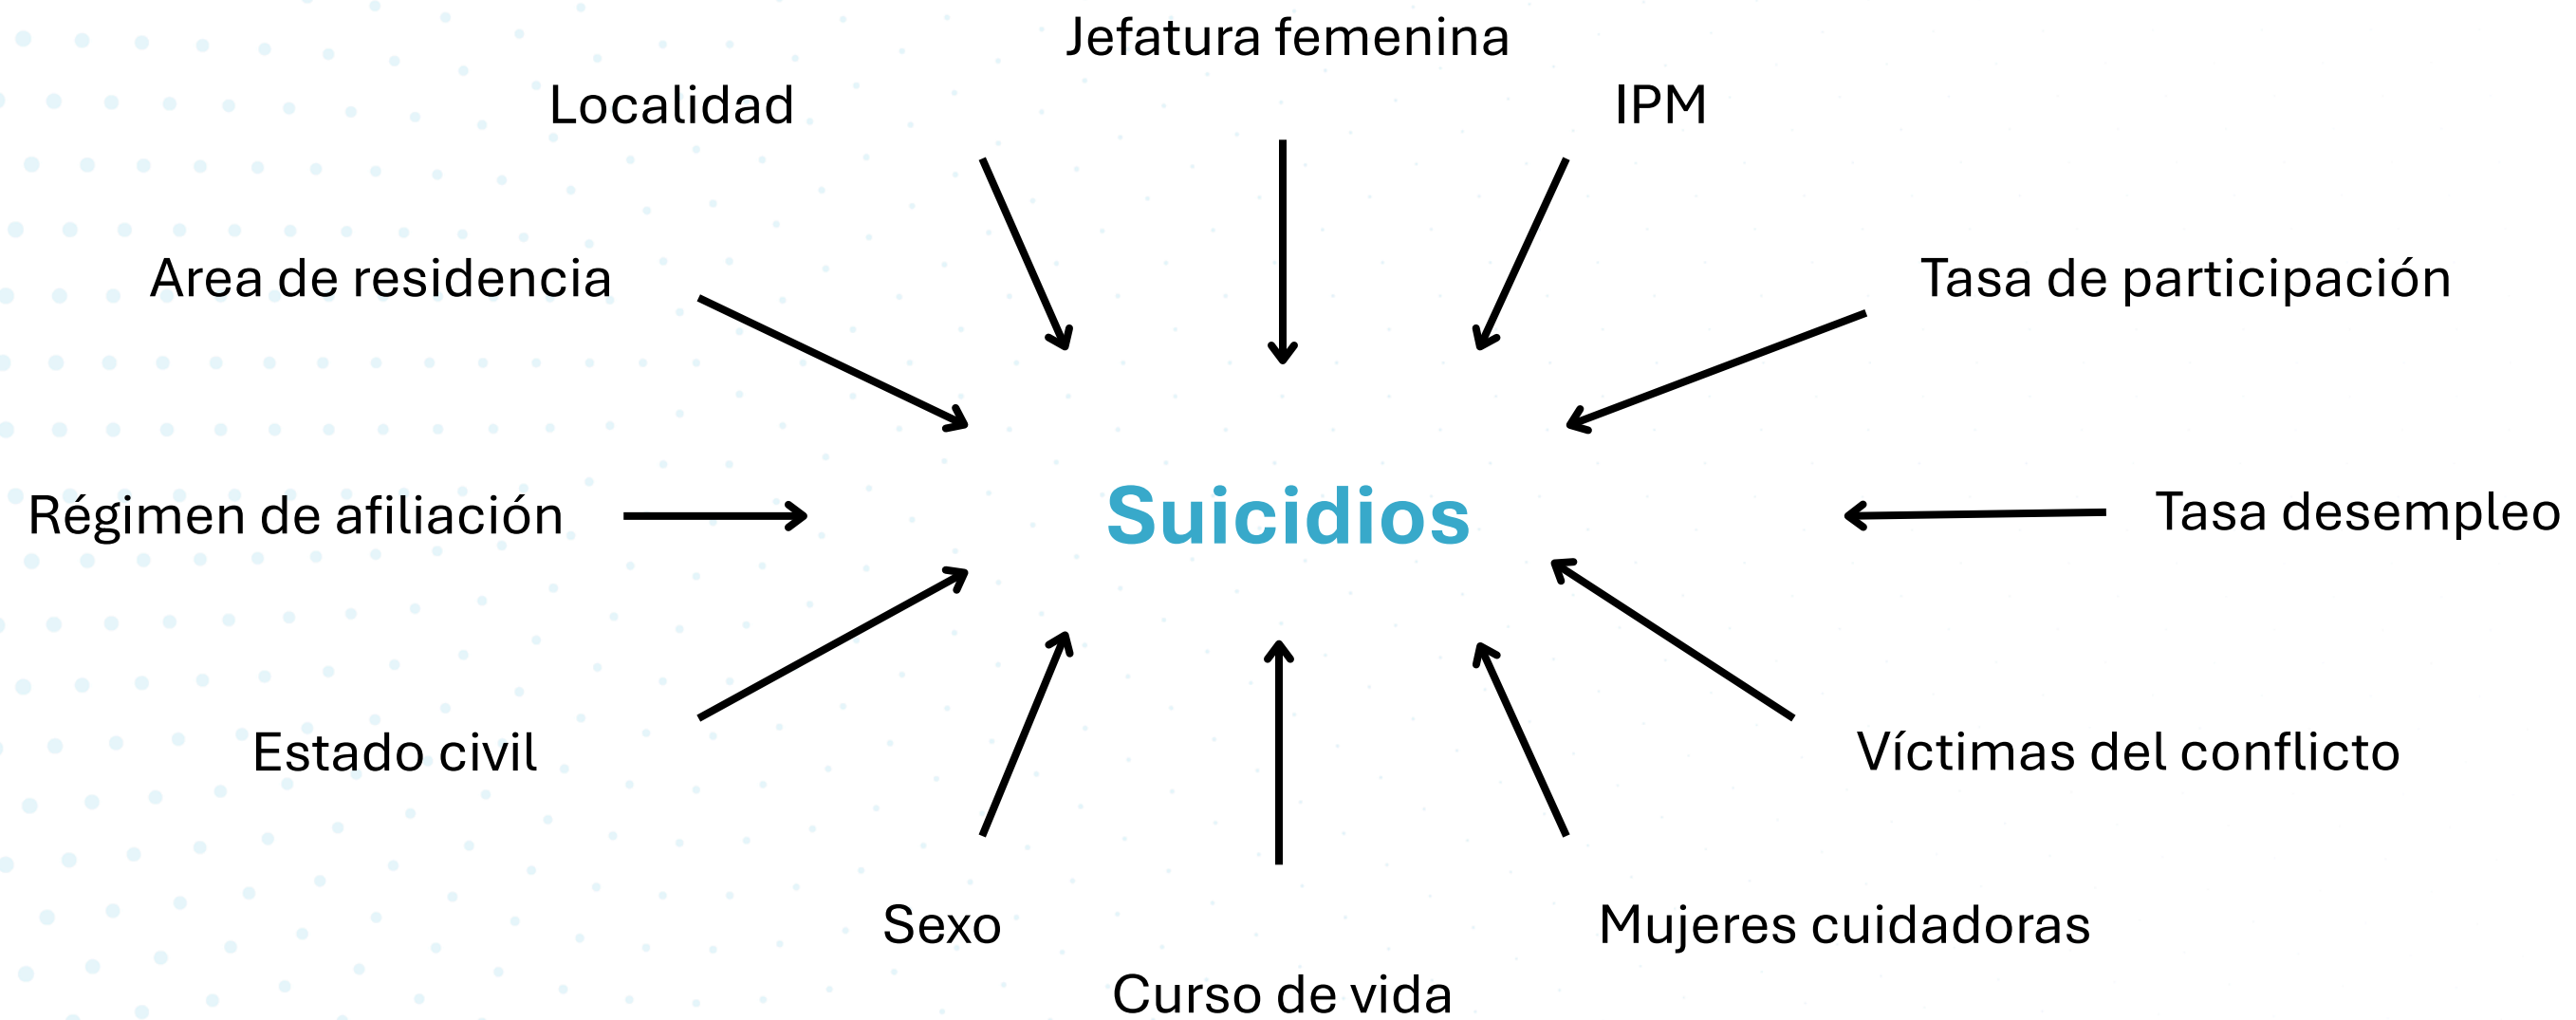 Jefatura femenina
Localidad
IPM
Area de residencia
Tasa de participación
Régimen de afiliación
Suicidios
Tasa desempleo
Estado civil
Víctimas del conflicto
Sexo
Mujeres cuidadoras
Curso de vida